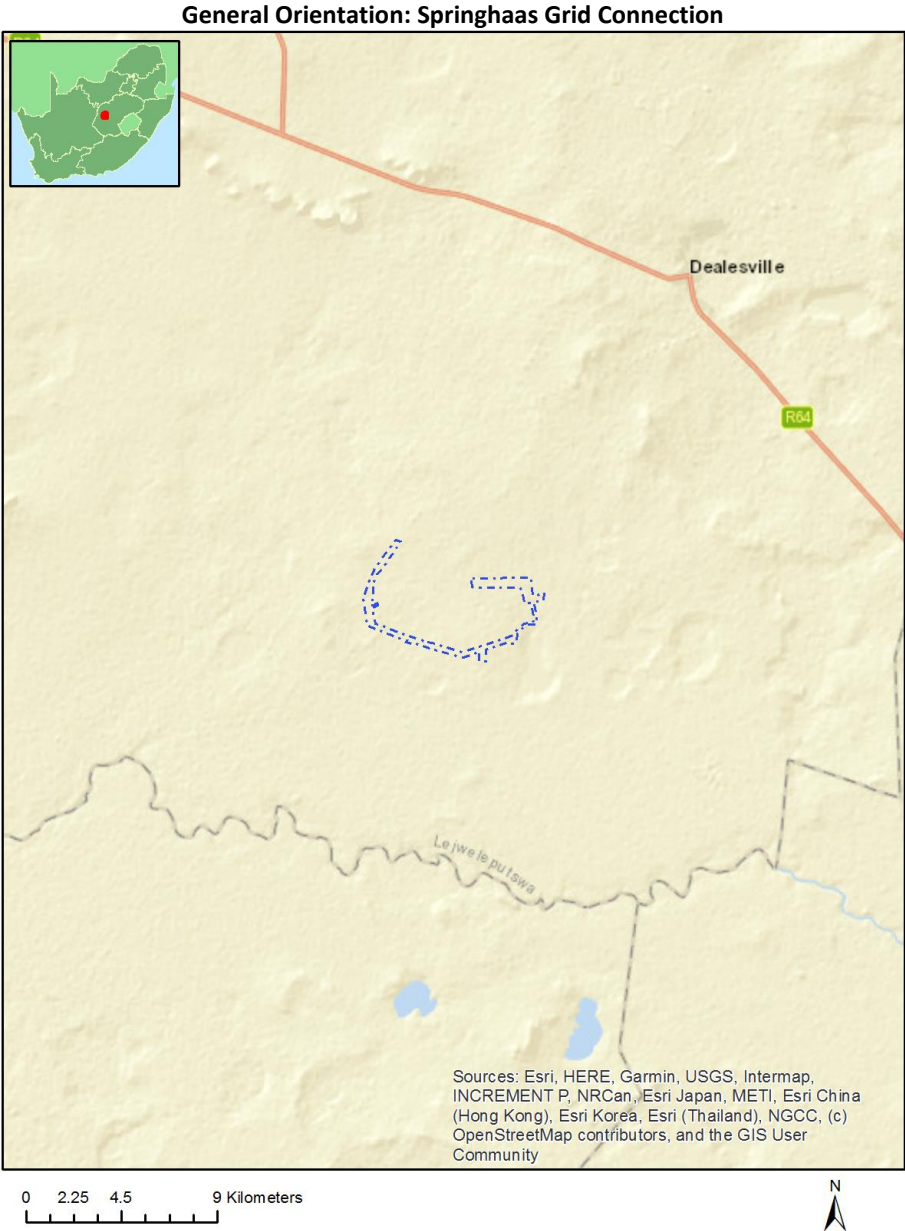 General Orientation: Springhaas Grid Connection
Dealesville
R64
Lejweleputswa
Sources: Esri, HERE, Garmin, USGS, Intermap,
INCREMENT P, NRCan, Esri Japan, METI, Esri China
(Hong Kong), Esri Korea, Esri (Thailand), NGCC, (c)
OpenStreetMap contributors, and the GIS User
Community
0 2.25 4.5 9 Kilometers
N